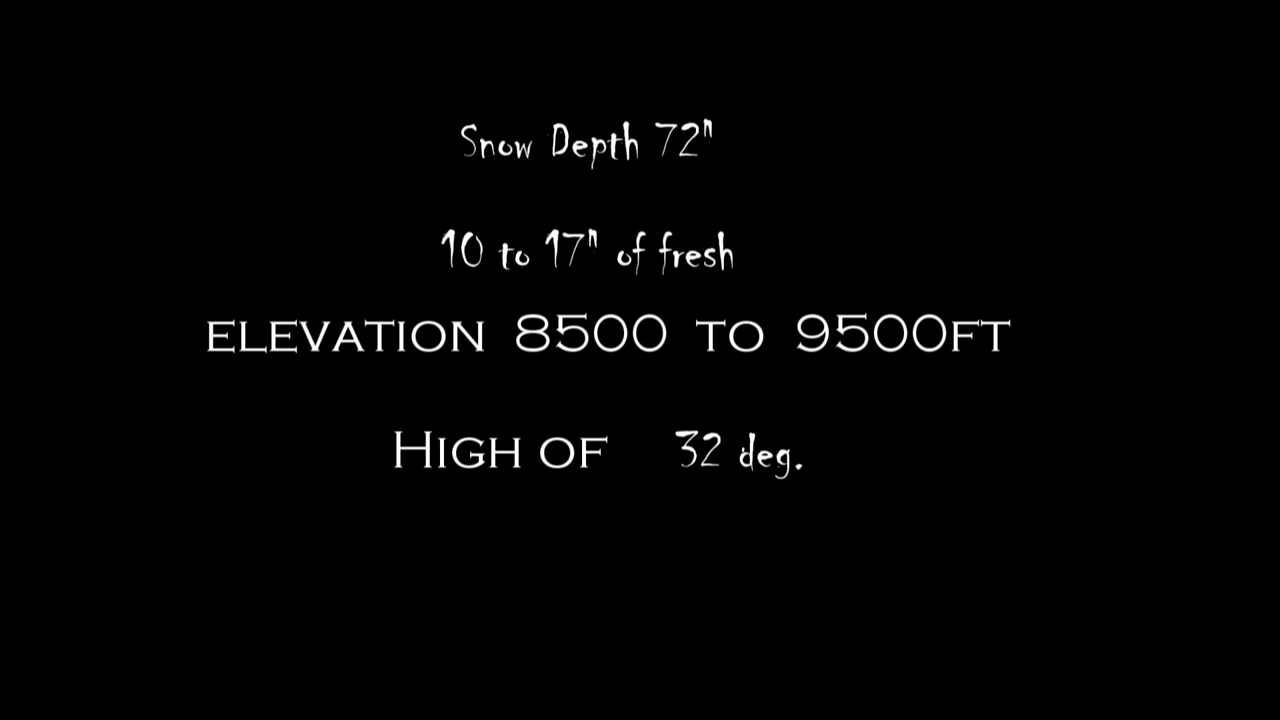 Snow Depth 72"
10 to 17" of fresh
ELEVATION 8500 TO 9500FT
HIGH OF 32 deg.